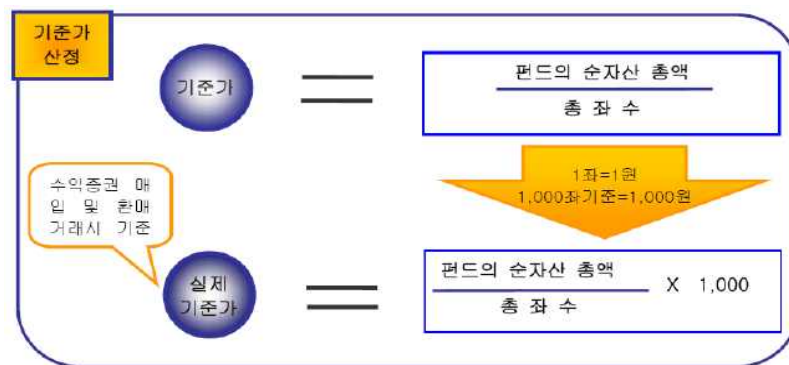 기준가
산정
기준가
펀드의 순자산 총액
총 좌 수
1좌=1원
1,000좌기준=1,000원
수익증권 매
입 및 환매
거래시 기준
실제
기준가
펀드의 순자산 총액
총 좌 수
X 1,000